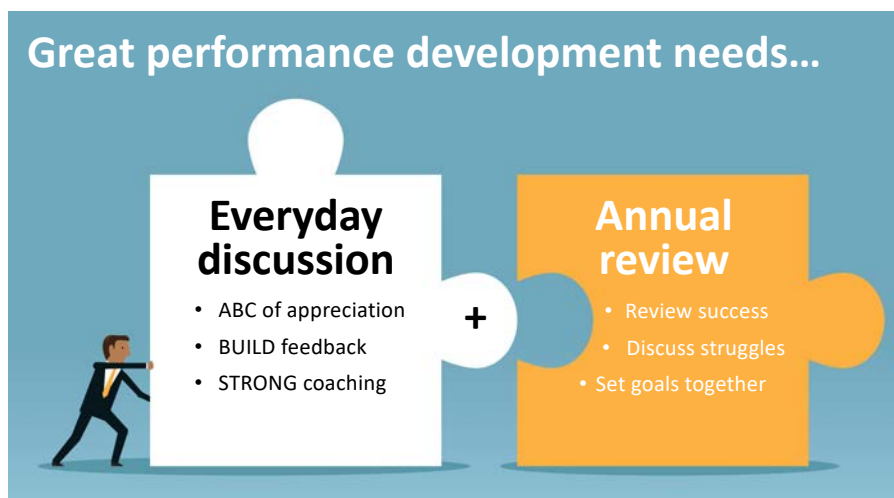 Great performance development needs…
Everyday
discussion
• ABC of appreciation
• BUILD feedback
• STRONG coaching
+
Annual
review
• Review success
• Discuss struggles
• Set goals together